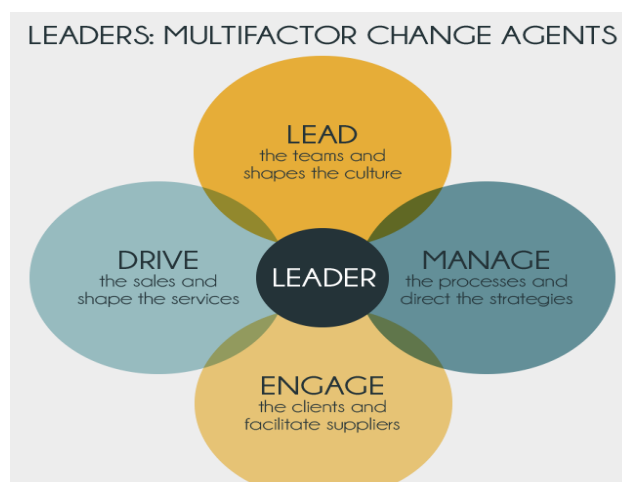 LEADERS: MULTIFACTOR CHANGE AGENTS
LEAD
the teams and
shapes the culture
DRIVE
the sales and
shape the services
LEADER
MANAGE
the processes and
direct the strategies
ENGAGE
the clients and
facilitate suppliers